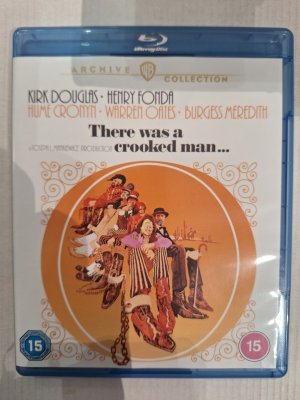 Blu-ray Disc
ARCHIVE WB COLLECTION
KIRK DOUGLAS · HENRY FONDA
HUME CRONYN · WARREN OATES · BURGESS MEREDITH
There was a
A JOSEPH L. MANKIEWICZ PRODUCTION crooked man...
15 15